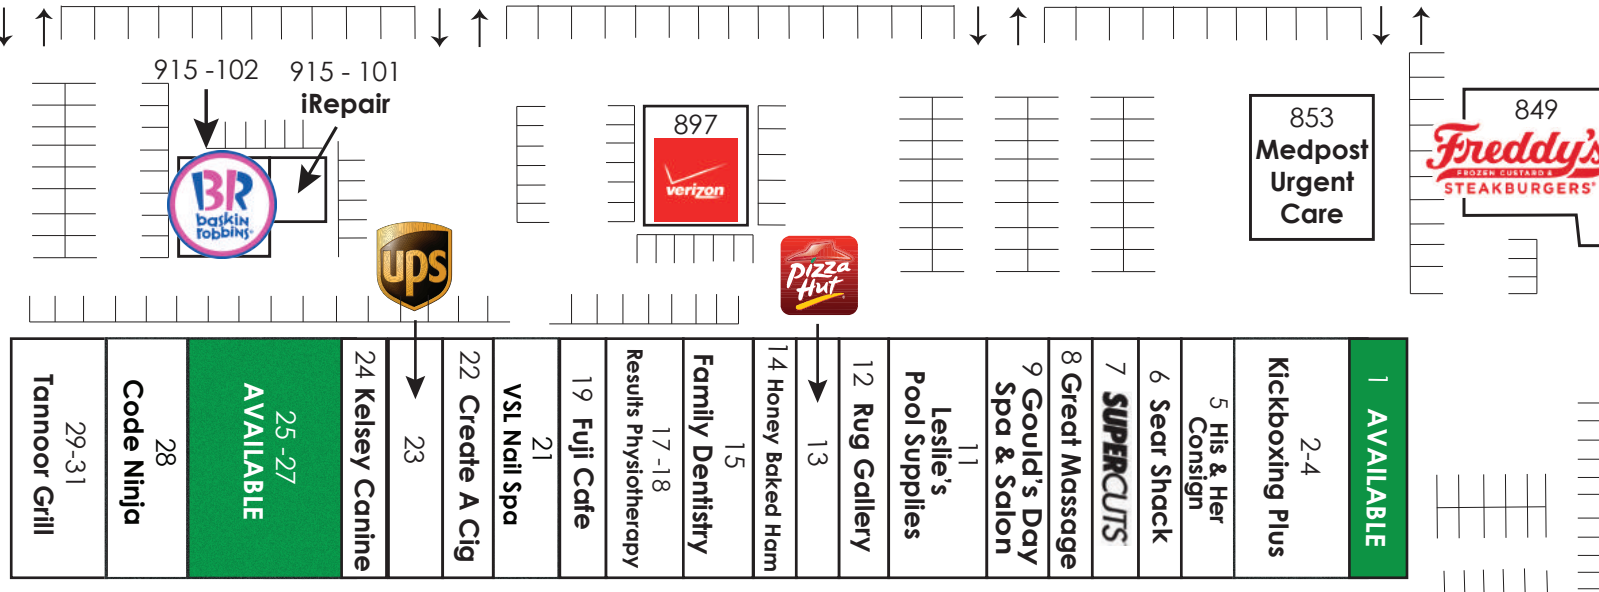 915 -102
915 - 101
iRepair
BR
baskin
robbins
ups
897
verizon
Pizza
Hut
853
Medpost
Urgent
Care
849
Freddy's
FROZEN CUSTARD &
STEAKBURGERS
29-31
Tannoor Grill
28
Code Ninja
25 -27
AVAILABLE
24 Kelsey Canine
23
22 Create A Cig
21
VSL Nail Spa
19 Fuji Cafe
17 -18
Results Physiotherapy
15
Family Dentistry
14 Honey Baked Ham
13
12 Rug Gallery
11
Leslie's
Pool Supplies
9 Gould's Day
Spa & Salon
8 Great Massage
7 SUPERCUTS
6 Sear Shack
5 His & Her
Consign
2-4
Kickboxing Plus
1 AVAILABLE